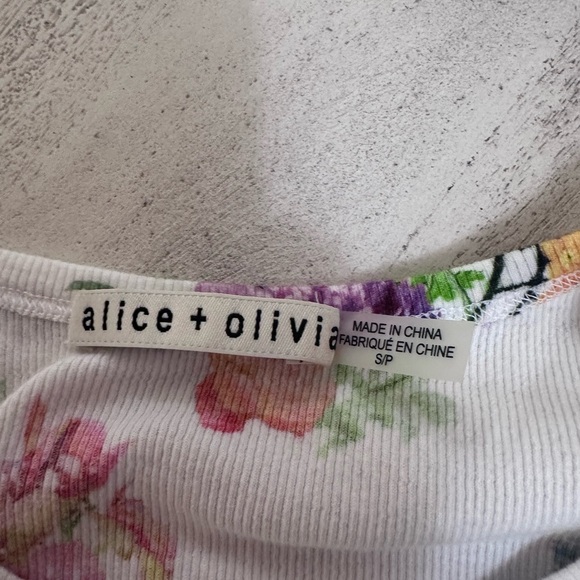 alice + olivia
MADE IN CHINA
FABRIQUÉ EN CHINE
S/P